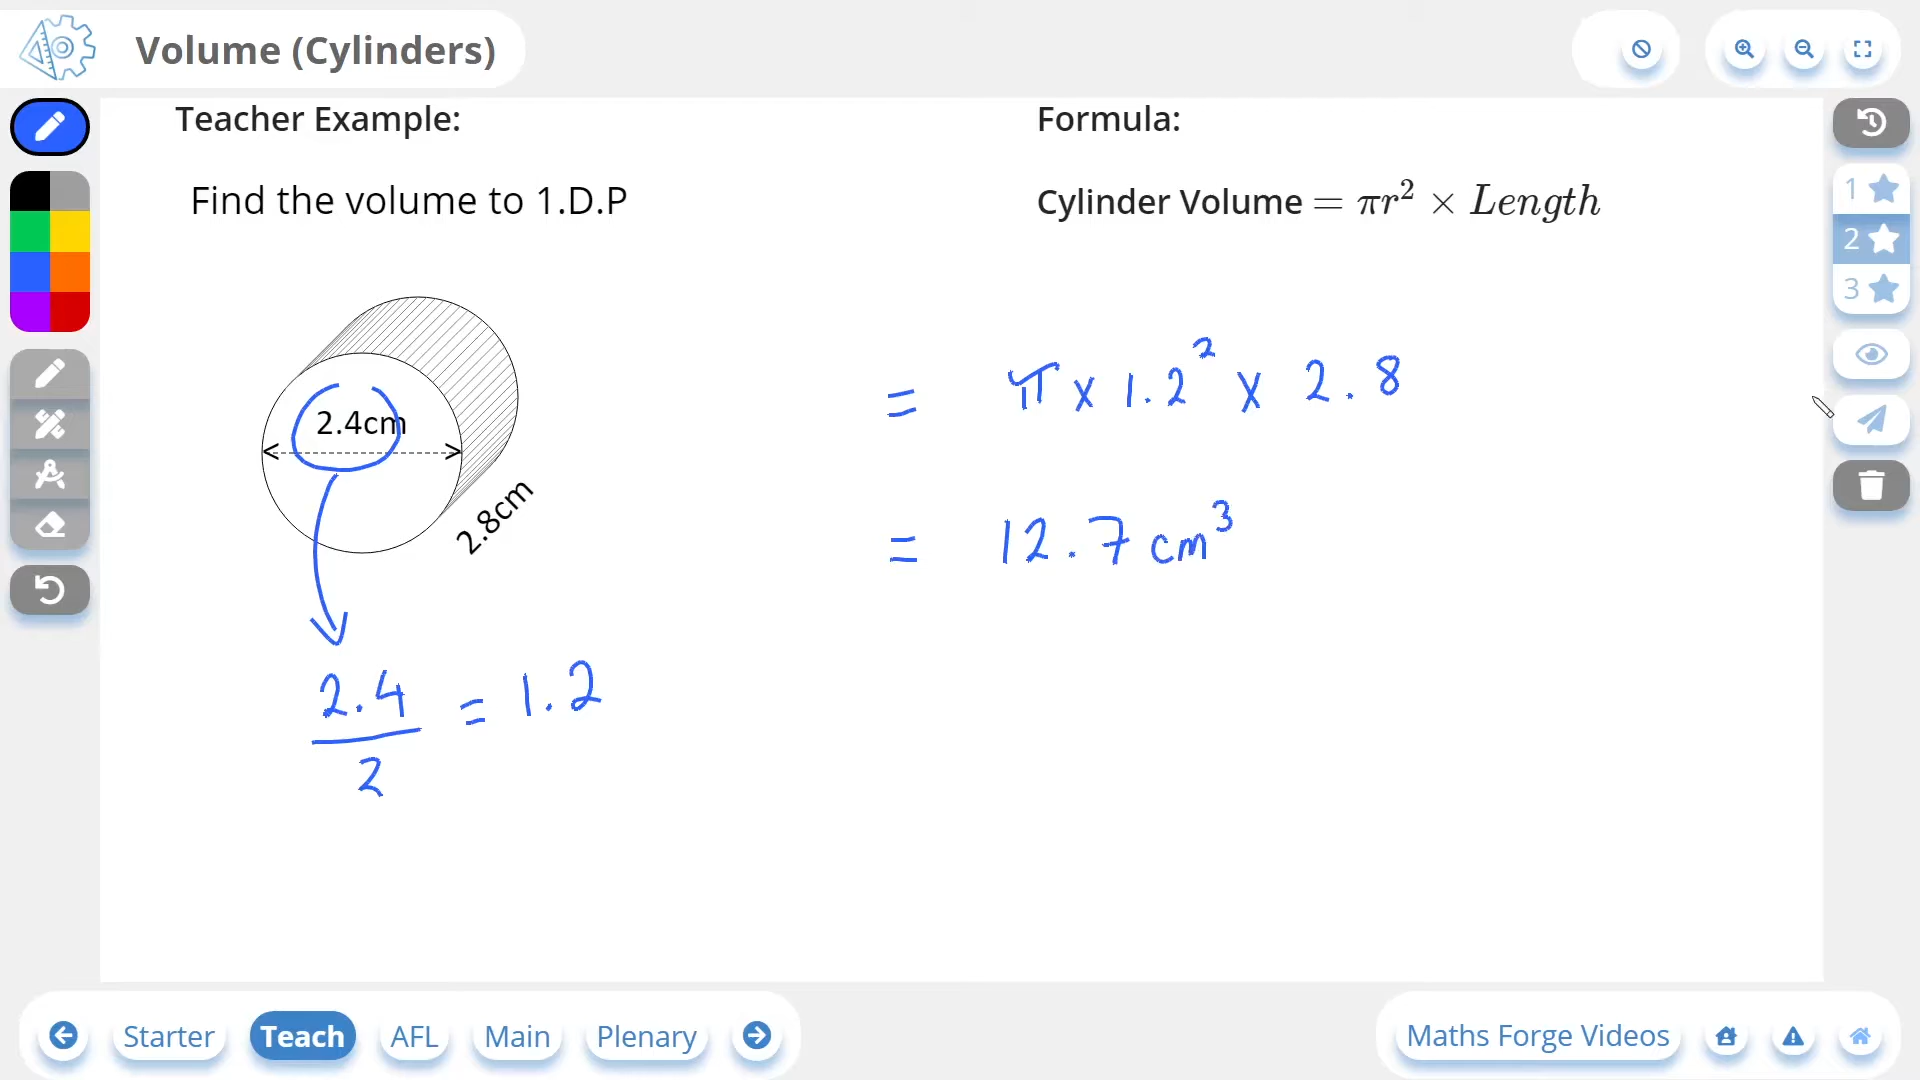 Volume (Cylinders)
Teacher Example:
Formula:
Find the volume to 1.D.P
Cylinder Volume = πr² × Length
1
2
3
2.4cm
2.8cm
= π × 1.2² × 2.8
= 12.7 cm³
2.4/2 = 1.2
Starter
Teach
AFL
Main
Plenary
Maths Forge Videos